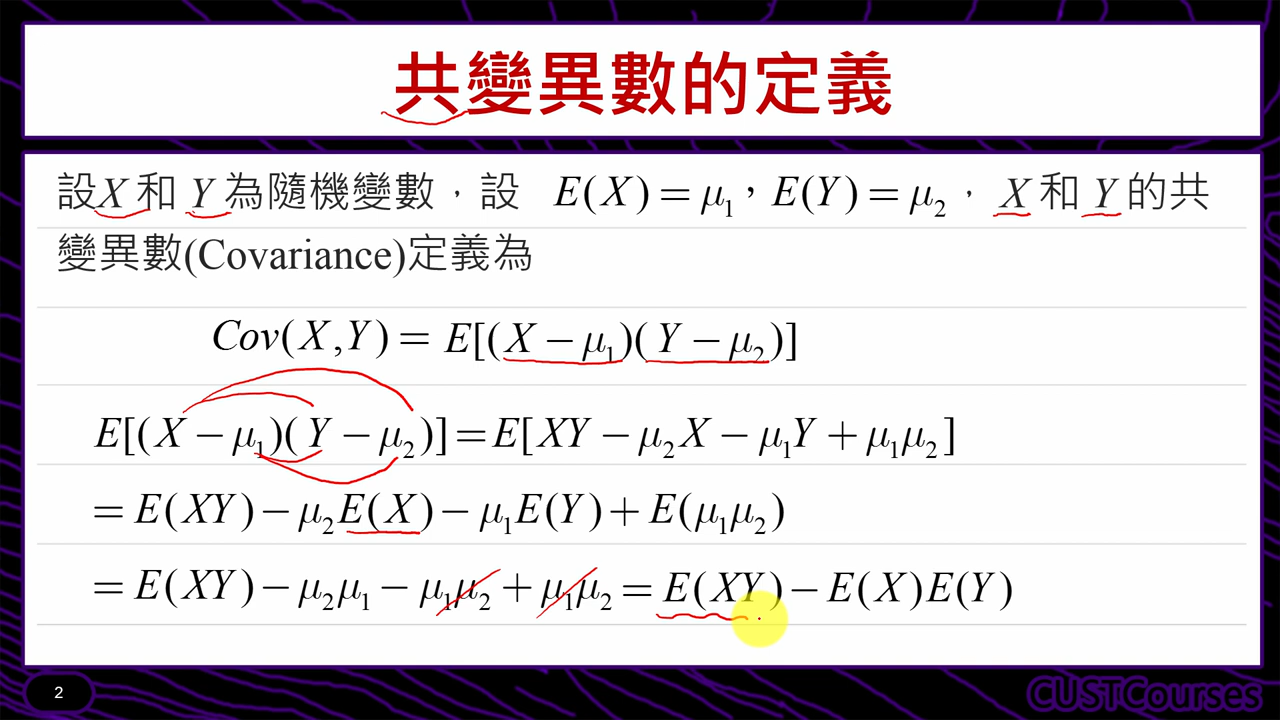 共變異數的定義
設X 和 Y 為隨機變數，設 E(X) = μ₁，E(Y) = μ₂，X 和 Y 的共
變異數(Covariance)定義為
Cov(X,Y) = E[(X − μ₁)(Y − μ₂)]
E[(X − μ₁)(Y − μ₂)] = E[XY − μ₂X − μ₁Y + μ₁μ₂]
= E(XY) − μ₂E(X) − μ₁E(Y) + E(μ₁μ₂)
= E(XY) − μ₂μ₁ − μ₁μ₂ + μ₁μ₂ = E(XY) − E(X)E(Y)
2
CUSTCourses